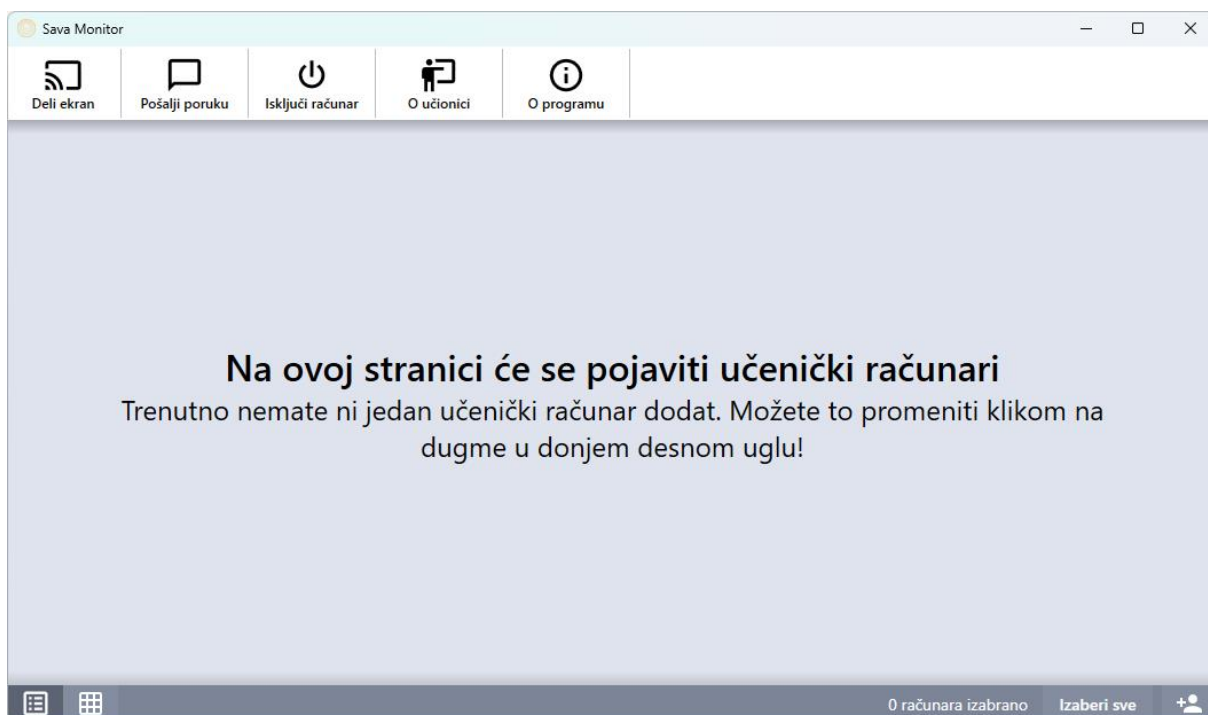 Sava Monitor
Deli ekran
Pošalji poruku
Isključi računar
O učionici
O programu
Na ovoj stranici će se pojaviti učenički računari
Trenutno nemate ni jedan učenički računar dodat. Možete to promeniti klikom na
dugme u donjem desnom uglu!
0 računara izabrano
Izaberi sve